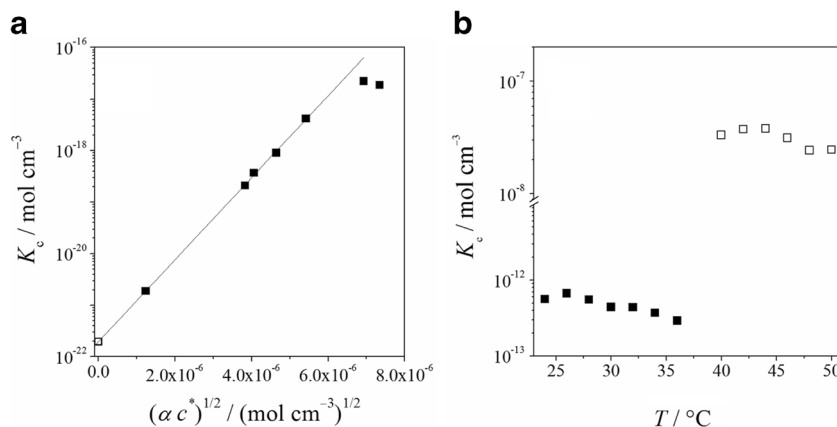 a
10⁻¹⁶
10⁻¹⁸
10⁻²⁰
10⁻²²
K_c / mol cm⁻³
0.0
2.0x10⁻⁶
4.0x10⁻⁶
6.0x10⁻⁶
8.0x10⁻⁶
(α c*)^1/2 / (mol cm⁻³)^1/2
b
10⁻⁷
10⁻⁸
10⁻¹²
10⁻¹³
K_c / mol cm⁻³
25
30
35
40
45
50
T / °C